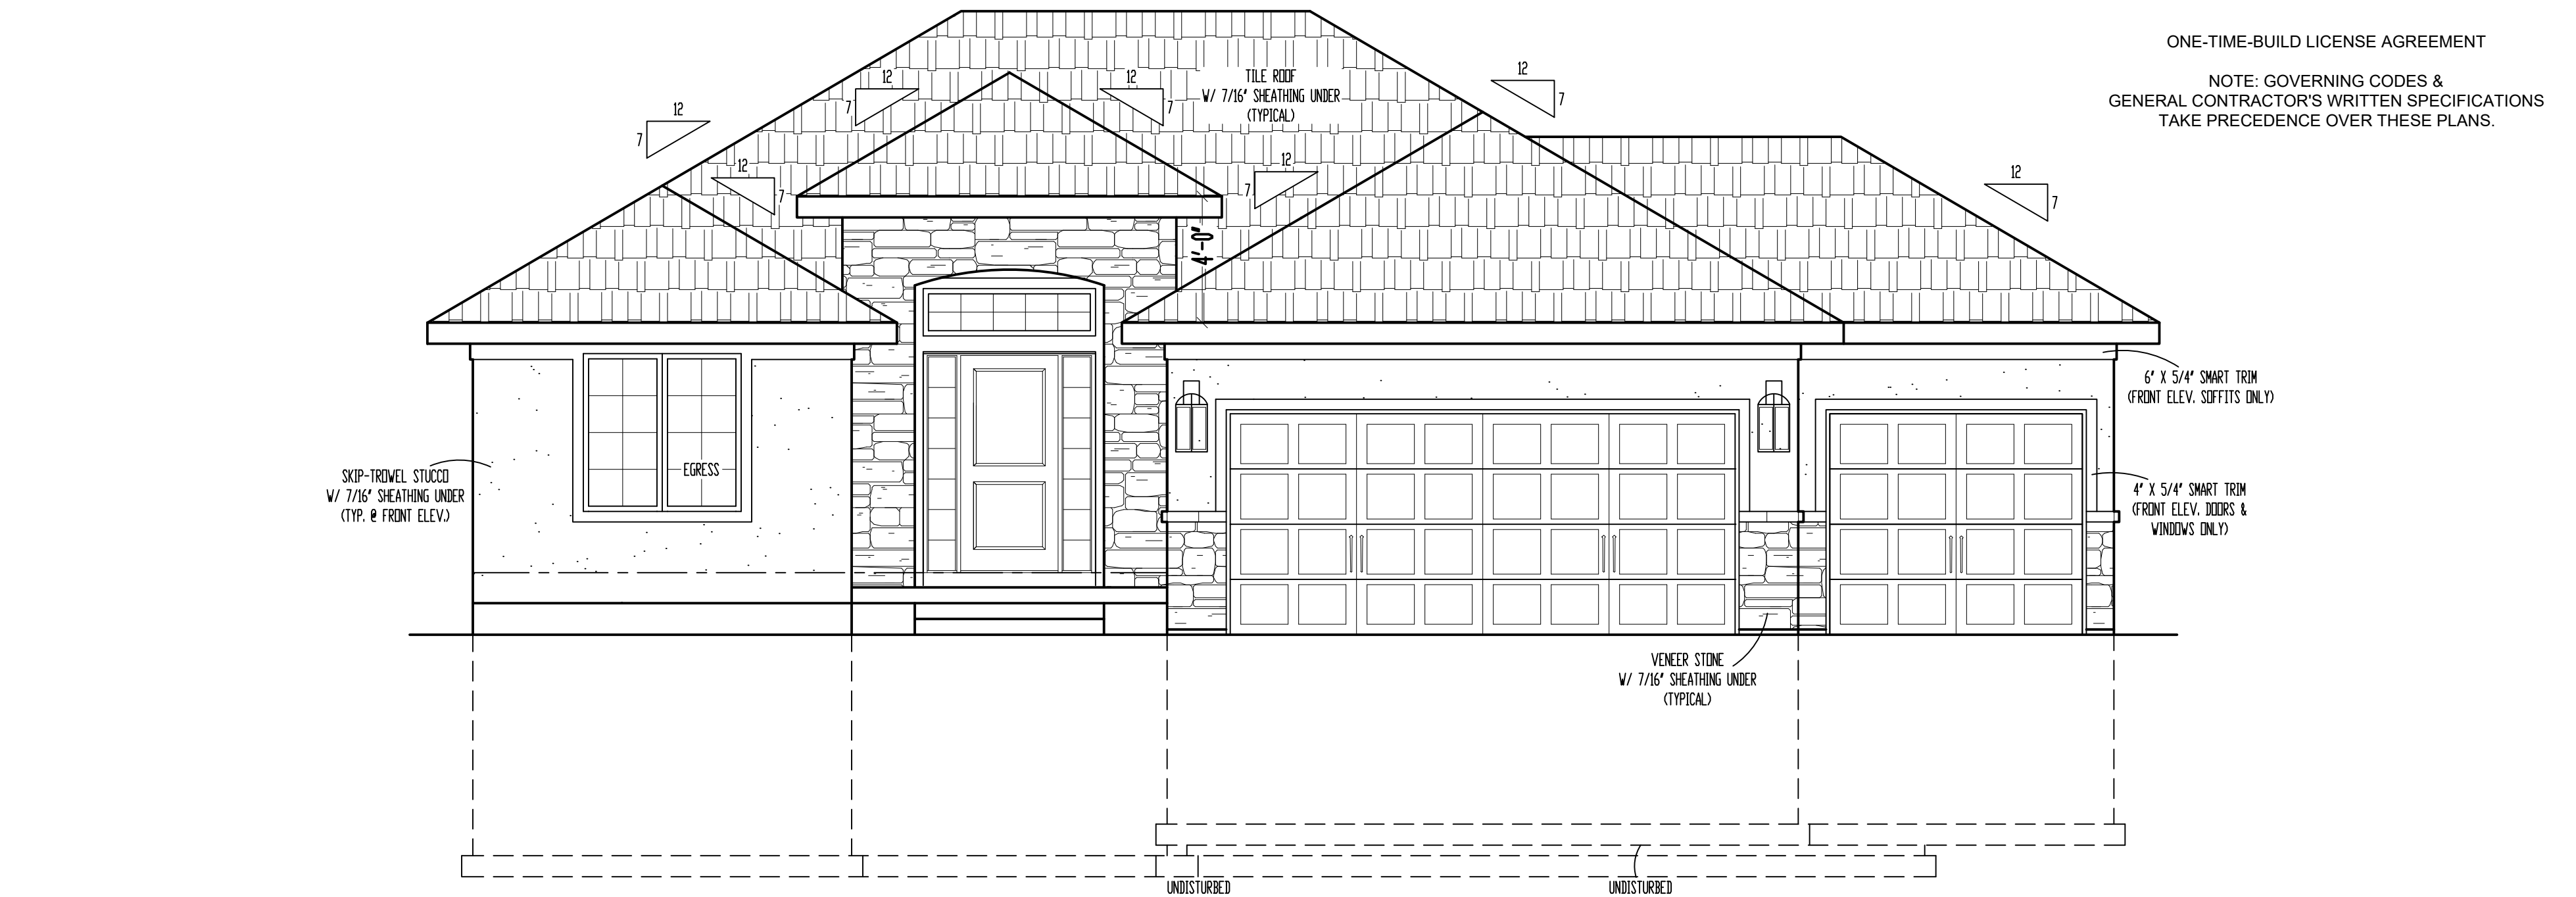 ONE-TIME-BUILD LICENSE AGREEMENT
NOTE: GOVERNING CODES &
GENERAL CONTRACTOR'S WRITTEN SPECIFICATIONS
TAKE PRECEDENCE OVER THESE PLANS.
12
7
12
7
12
7
12
7
12
7
12
7
12
7
TILE ROOF
W/ 7/16" SHEATHING UNDER
(TYPICAL)
4'-0"
6" X 5/4" SMART TRIM
(FRONT ELEV. SOFFITS ONLY)
SKIP-TROWEL STUCCO
W/ 7/16" SHEATHING UNDER
(TYP. @ FRONT ELEV.)
EGRESS
4" X 5/4" SMART TRIM
(FRONT ELEV. DOORS &
WINDOWS ONLY)
VENEER STONE
W/ 7/16" SHEATHING UNDER
(TYPICAL)
UNDISTURBED
UNDISTURBED